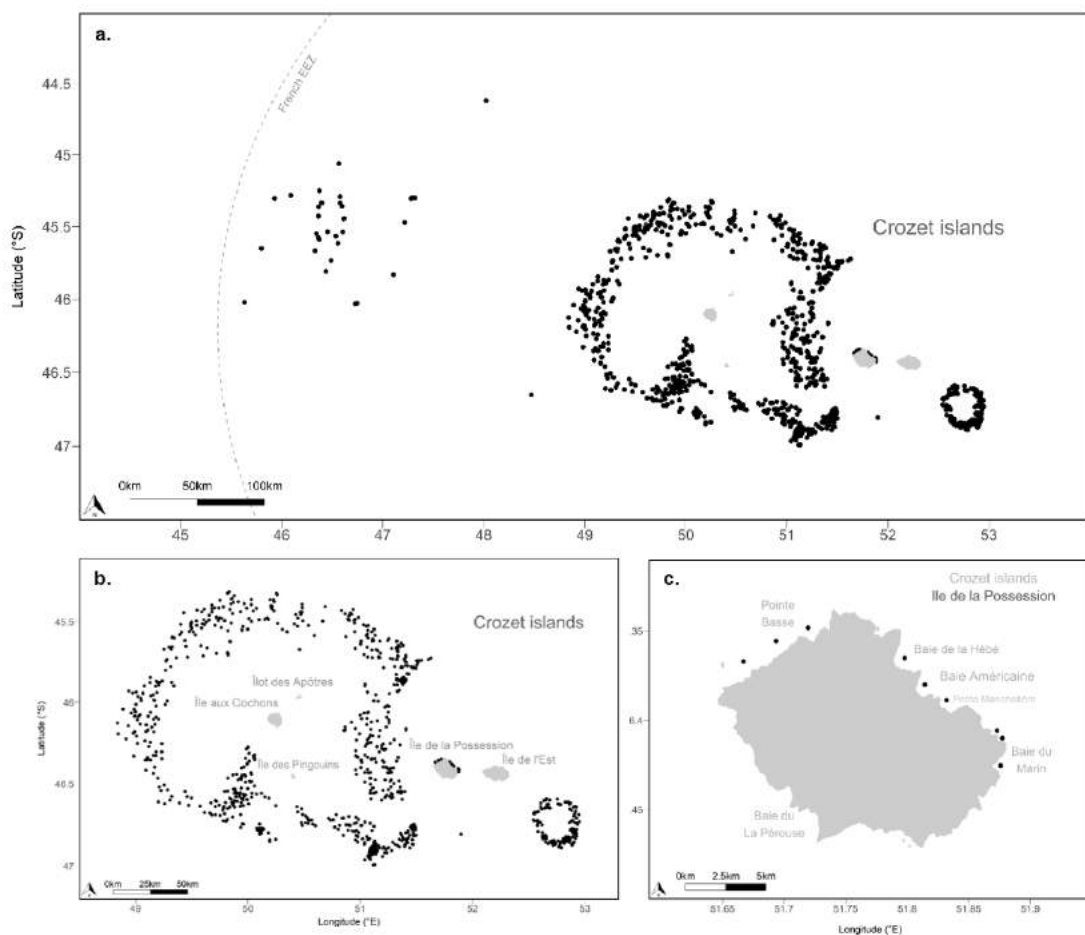 a.
French EEZ
44.5
45
45.5
46
46.5
47
Latitude (°S)
Crozet islands
0km 50km 100km
45 46 47 48 49 50 51 52 53
b.
Crozet islands
45.5
46
46.5
47
Latitude (°S)
Îlot des Apôtres
Île aux Cochons
Île de la Possession
Île de l'Est
Île des Pingouins
0km 25km 50km
49 50 51 52 53
Longitude (°E)
c.
Crozet islands
Ile de la Possession
Pointe
Basse
35
Baie de la Hébé
Baie Américaine
6.4
Baie du
Marin
.45
Baie du
La Pérouse
0km 2.5km 5km
51.65 51.7 51.75 51.8 51.85 51.9
Longitude (°E)